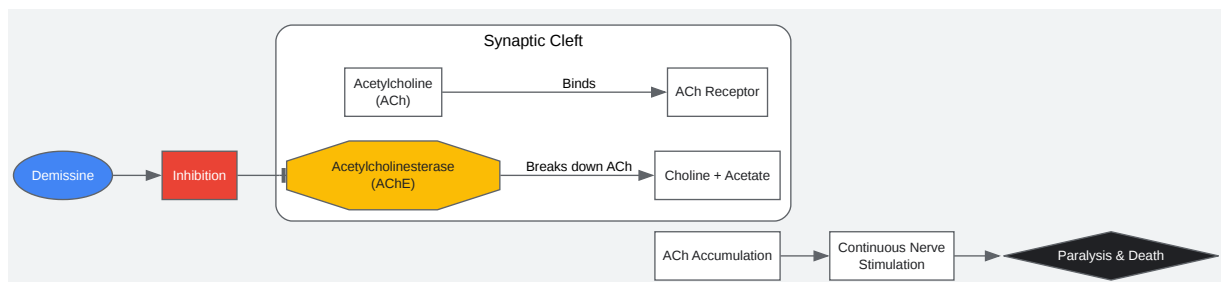 Synaptic Cleft
Acetylcholine
(ACh)
Binds
ACh Receptor
Demissine
Inhibition
Acetylcholinesterase
(AChE)
Breaks down ACh
Choline + Acetate
ACh Accumulation
Continuous Nerve
Stimulation
Paralysis & Death